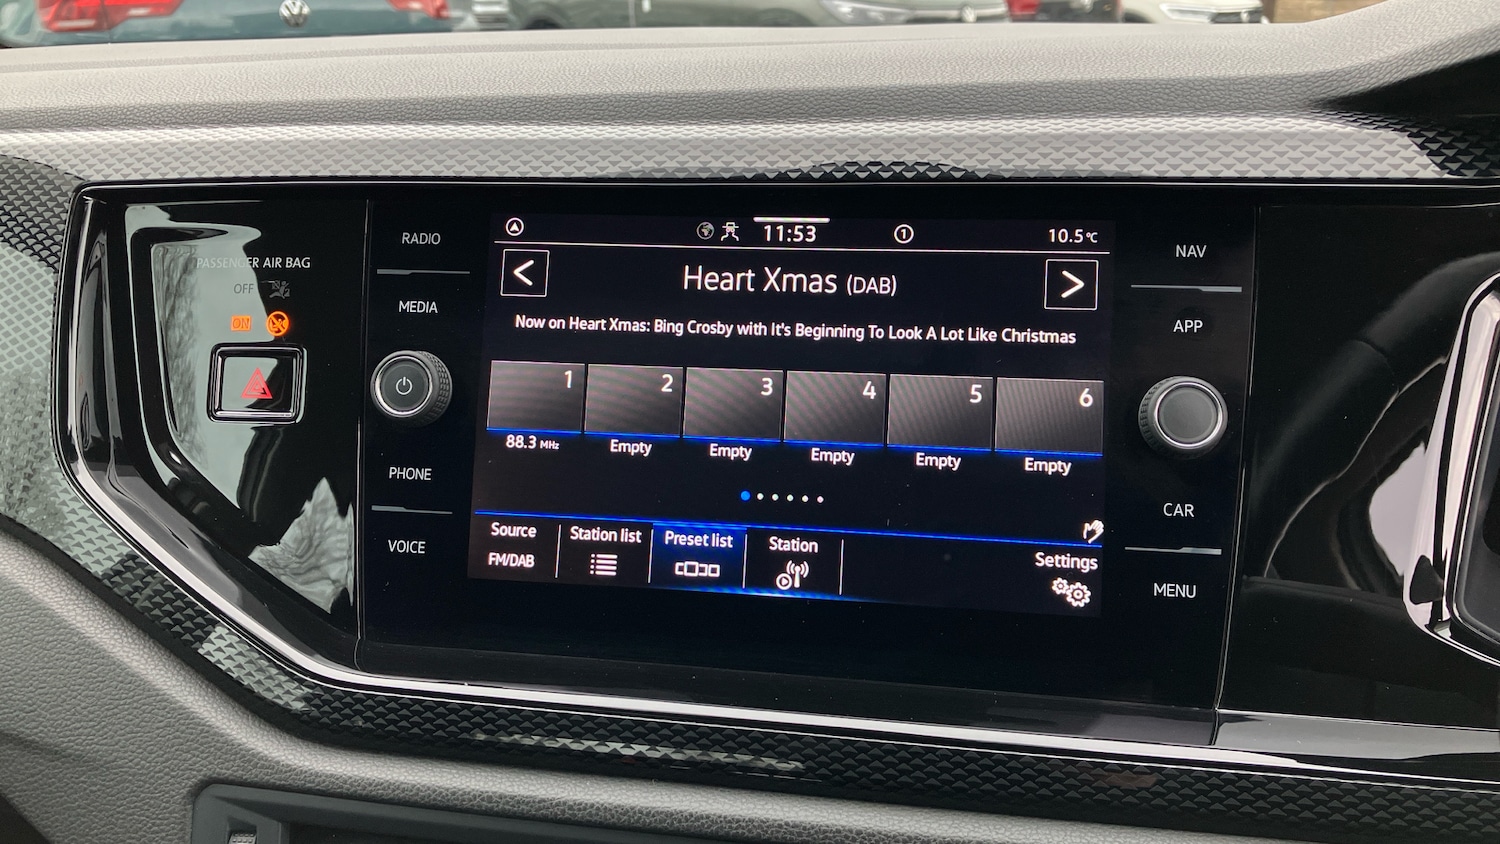 PASSENGER AIR BAG
OFF
ON
RADIO
MEDIA
PHONE
VOICE
11:53
1
10.5°C
<
Heart Xmas (DAB)
>
Now on Heart Xmas: Bing Crosby with It's Beginning To Look A Lot Like Christmas
1 2 3 4 5 6
88.3 MHz Empty Empty Empty Empty Empty
Source Station list Preset list Station Settings
FM/DAB
NAV
APP
CAR
MENU